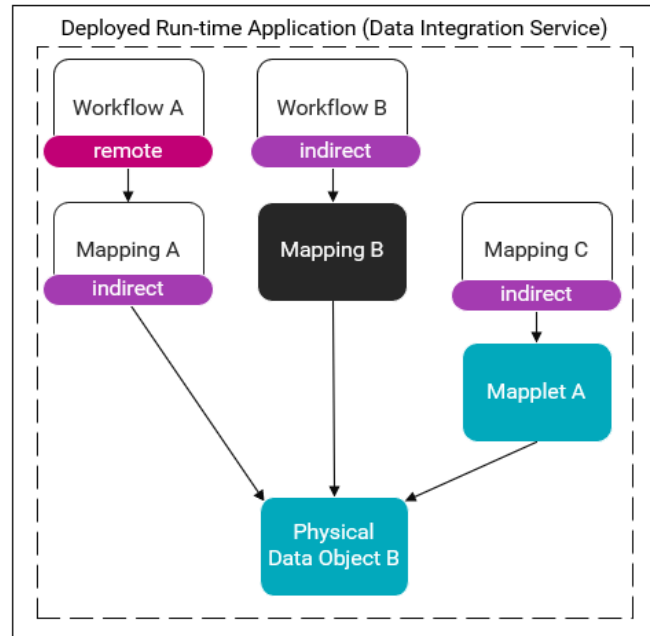 Deployed Run-time Application (Data Integration Service)
Workflow A
remote
Workflow B
indirect
Mapping A
indirect
Mapping B
Mapping C
indirect
Mapplet A
Physical
Data Object B